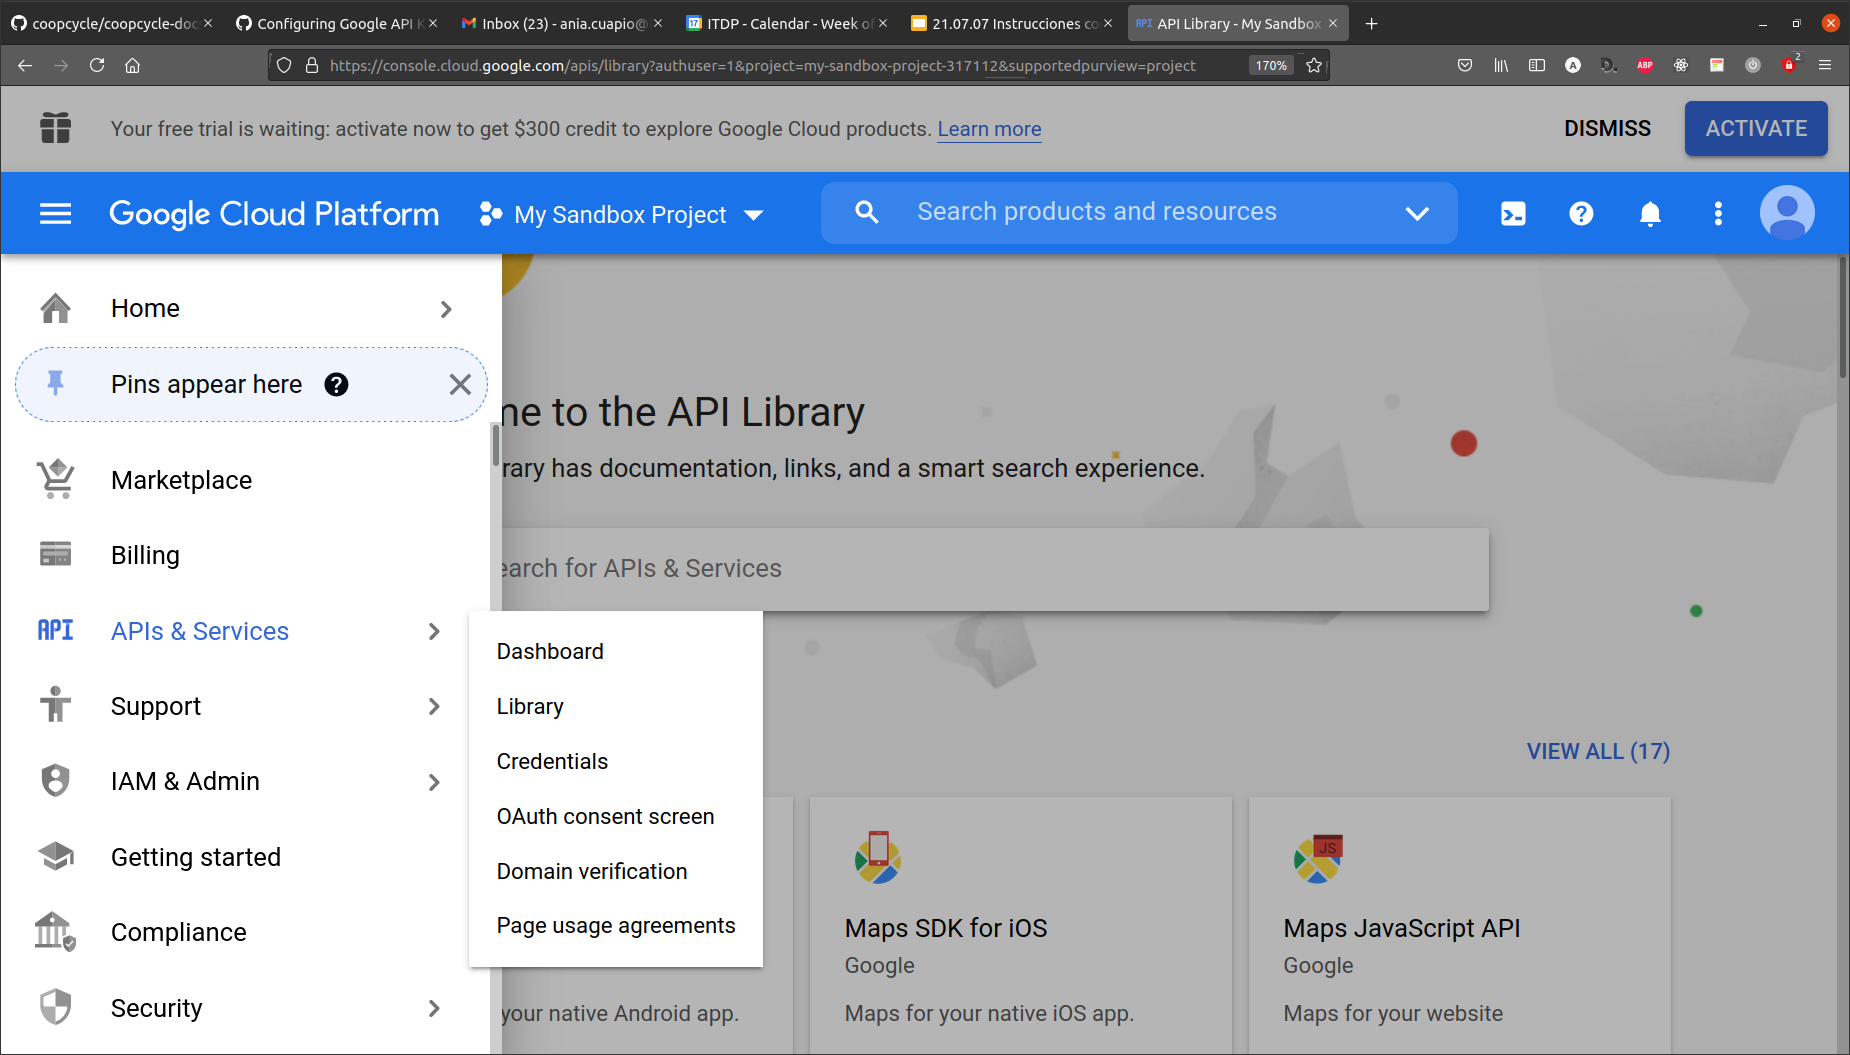 coopcycle/coopcycle-doc
Configuring Google API K
Inbox (23) - ania.cuapio@
ITDP - Calendar - Week of
21.07.07 Instrucciones co
API Library - My Sandbox
https://console.cloud.google.com/apis/library?authuser=1&project=my-sandbox-project-317112&supportedpurview=project
170%
Your free trial is waiting: activate now to get $300 credit to explore Google Cloud products. Learn more
DISMISS
ACTIVATE
Google Cloud Platform
My Sandbox Project
Search products and resources
Home
Pins appear here
Marketplace
Billing
API APIs & Services
Support
IAM & Admin
Getting started
Compliance
Security
Dashboard
Library
Credentials
OAuth consent screen
Domain verification
Page usage agreements
me to the API Library
rary has documentation, links, and a smart search experience.
earch for APIs & Services
VIEW ALL (17)
your native Android app.
Maps SDK for iOS
Google
Maps for your native iOS app.
JS
Maps JavaScript API
Google
Maps for your website